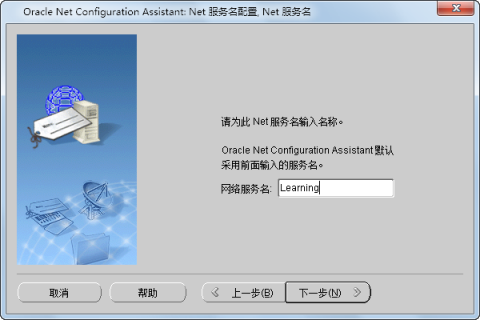 Oracle Net Configuration Assistant: Net 服务名配置, Net 服务名
请为此 Net 服务名输入名称。
Oracle Net Configuration Assistant 默认
采用前面输入的服务名。
网络服务名: Learning
取消 帮助 上一步(B) 下一步(N)